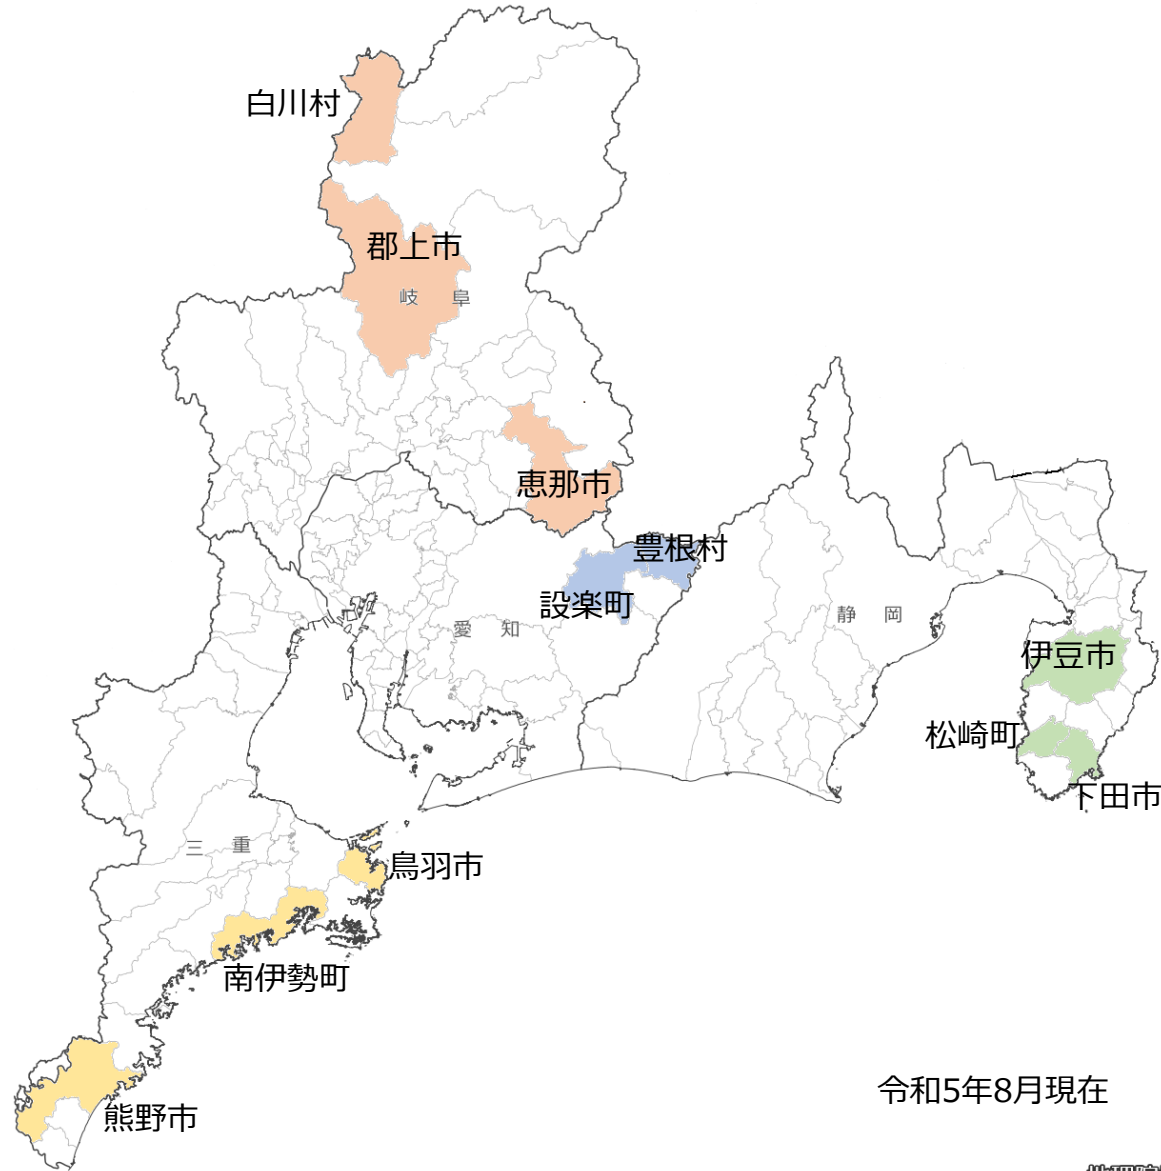 白川村
郡上市
岐 阜
恵那市
豊根村
設楽町
愛 知
静 岡
伊豆市
松崎町
下田市
三 重
鳥羽市
南伊勢町
熊野市
令和5年8月現在